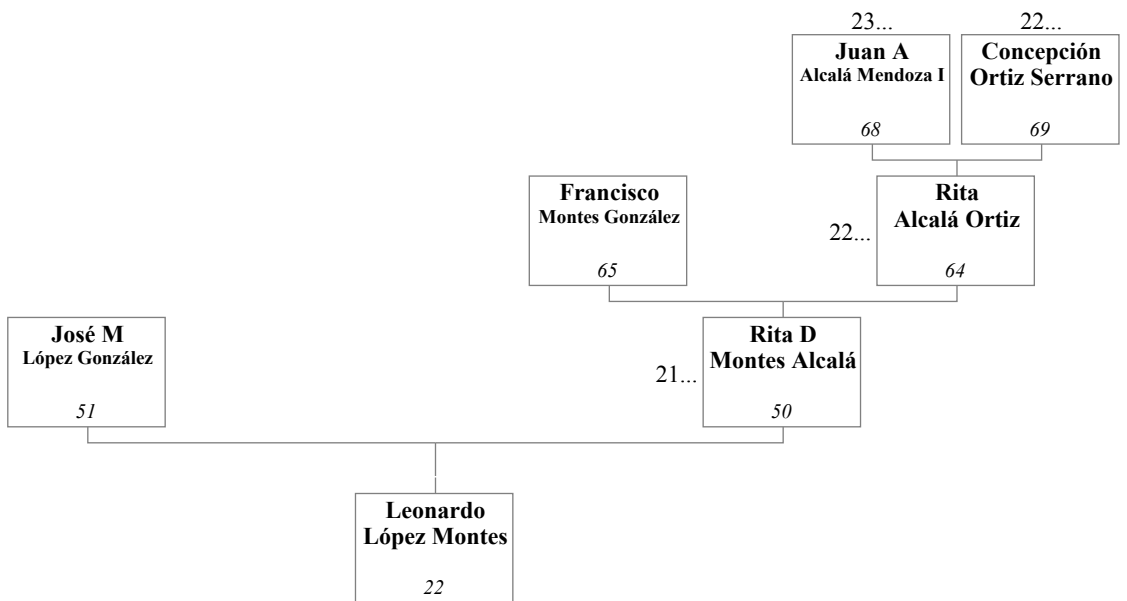 23...
22...
Juan A
Alcalá Mendoza I
68
Concepción
Ortiz Serrano
69
Francisco
Montes González
65
22...
Rita
Alcalá Ortiz
64
José M
López González
51
21...
Rita D
Montes Alcalá
50
Leonardo
López Montes
22